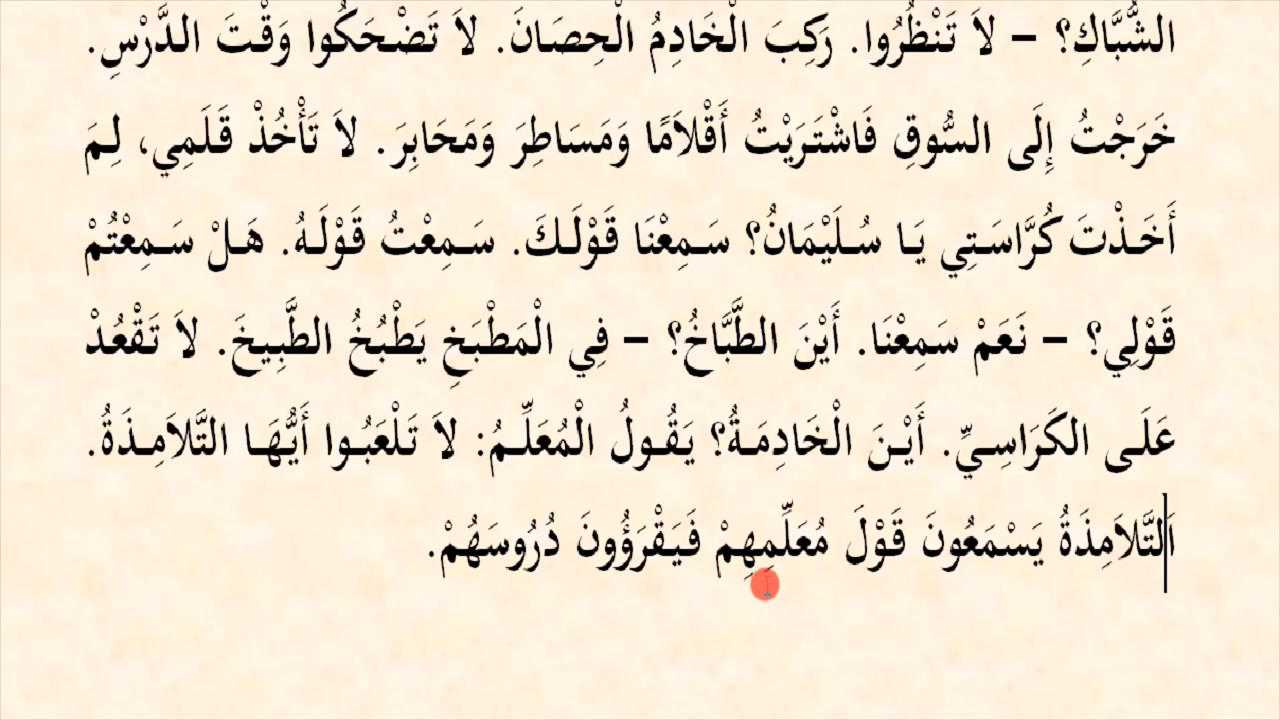 الشُّبَّاكِ؟ – لاَ تَنْظُرُوا. رَكِبَ الْخَادِمُ الْحِصَانَ. لاَ تَضْحَكُوا وَقْتَ الدَّرْسِ.
خَرَجْتُ إِلَى السُّوقِ فَاشْتَرَيْتُ أَقْلاَمًا وَمَسَاطِرَ وَمَحَابِرَ. لاَ تَأْخُذْ قَلَمِي، لِمَ
أَخَذْتَ كُرَّاسَتِي يَا سُلَيْمَانُ؟ سَمِعْنَا قَوْلَكَ. سَمِعْتُ قَوْلَهُ. هَلْ سَمِعْتُمْ
قَوْلِي؟ – نَعَمْ سَمِعْنَا. أَيْنَ الطَّبَّاخُ؟ – فِي الْمَطْبَخِ يَطْبُخُ الطَّبِيخَ. لاَ تَقْعُدْ
عَلَى الكَرَاسِيِّ. أَيْنَ الْخَادِمَةُ؟ يَقُولُ الْمُعَلِّمُ: لاَ تَلْعَبُوا أَيُّهَا التَّلاَمِذَةُ.
اَلتَّلاَمِذَةُ يَسْمَعُونَ قَوْلَ مُعَلِّمِهِمْ فَيَقْرَؤُونَ دُرُوسَهُمْ.